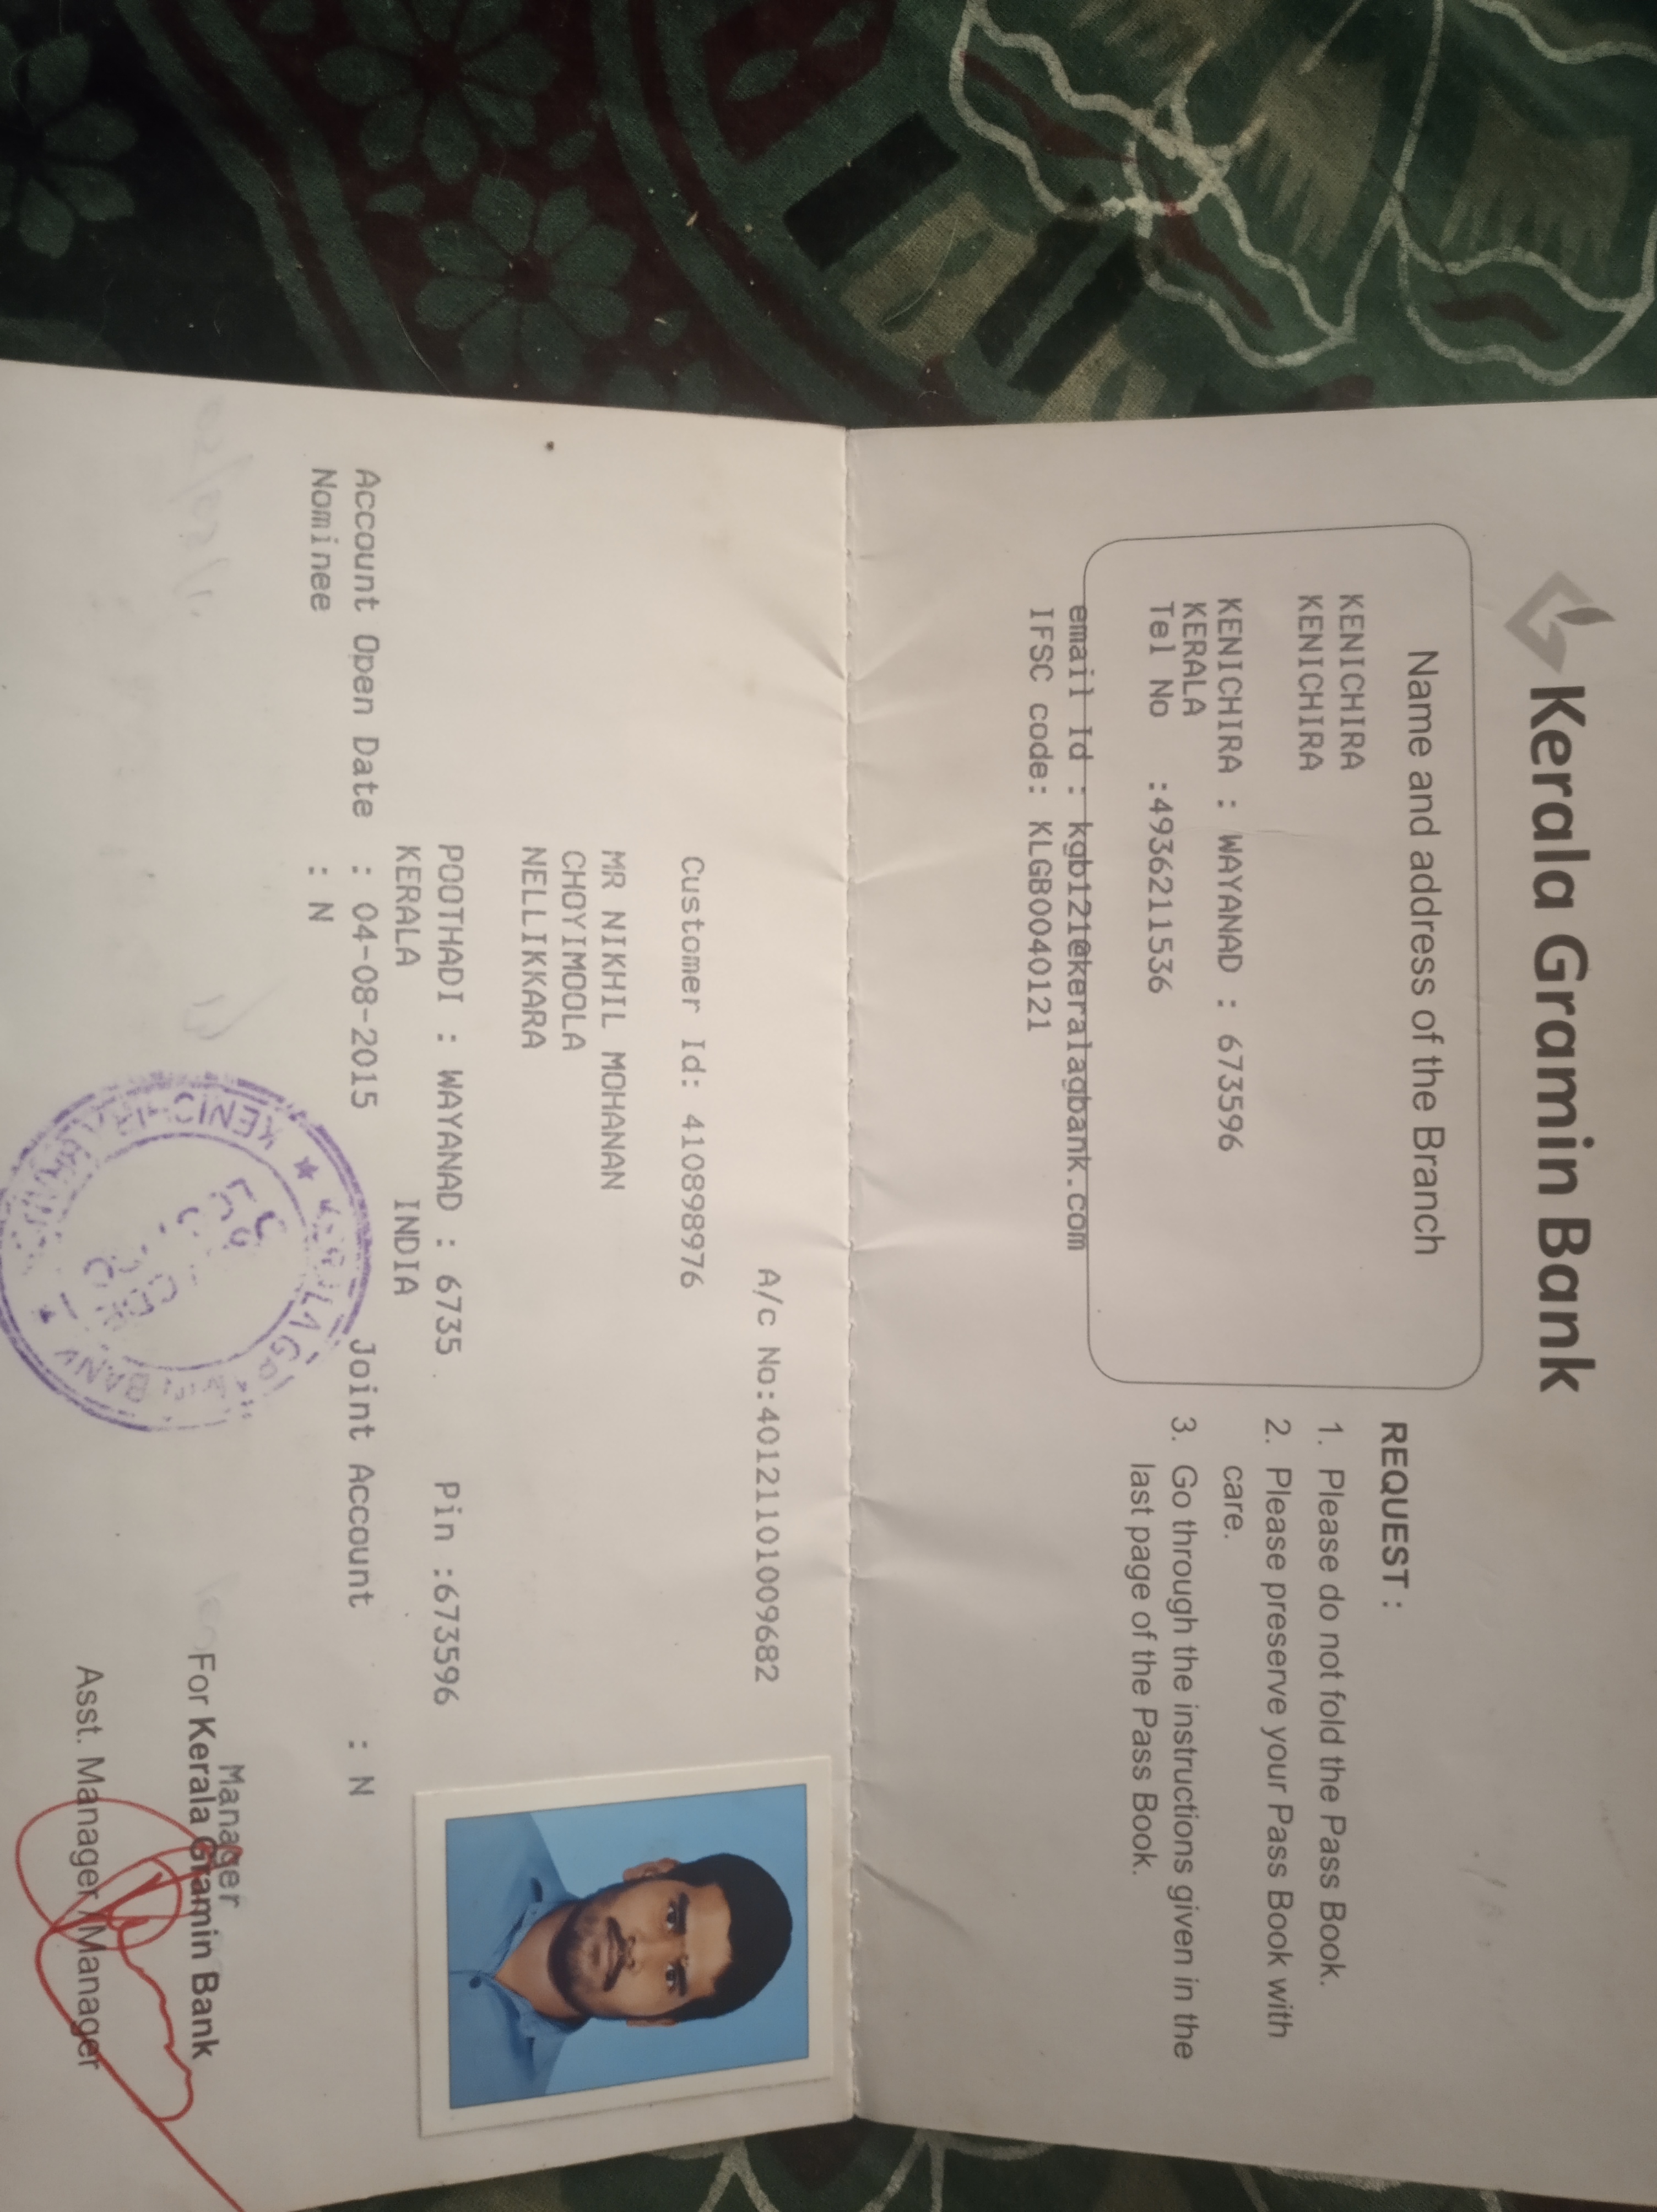 Kerala Gramin Bank
Name and address of the Branch
KENICHIRA
KENICHIRA
KENICHIRA : WAYANAD : 673596
KERALA
Tel No :4936211536
email Id : kgb121@keralagbank.com
IFSC code: KLGB0040121
REQUEST :
1. Please do not fold the Pass Book.
2. Please preserve your Pass Book with
care.
3. Go through the instructions given in the
last page of the Pass Book.
A/c No:40121101009682
Customer Id: 410898976
MR NIKHIL MOHANAN
CHOYIMOOLA
NELLIKKARA
POOTHADI : WAYANAD : 6735 Pin :673596
KERALA INDIA
Account Open Date : 04-08-2015 Joint Account : N
Nominee : N
Manager
For Kerala Gramin Bank
Asst. Manager / Manager